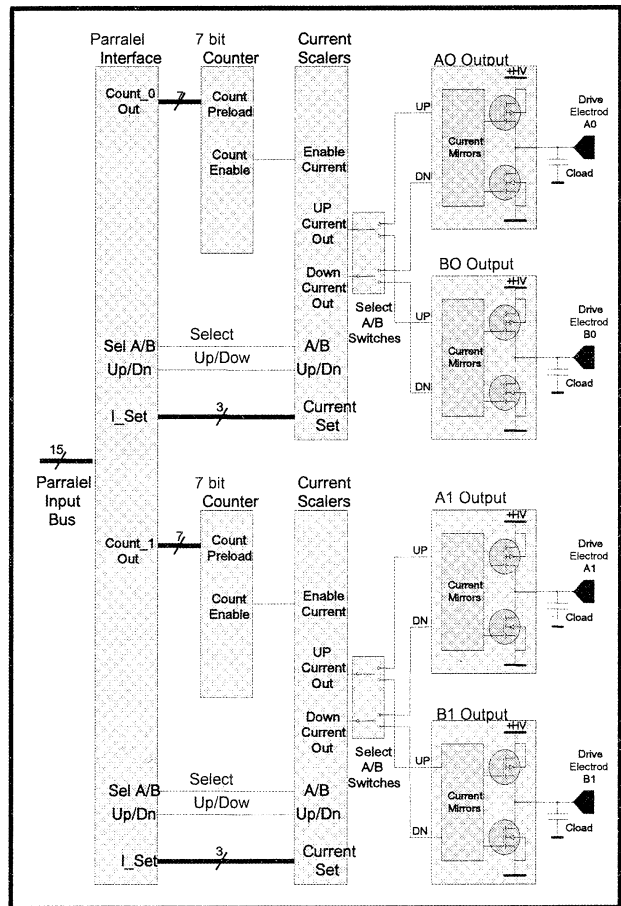 Parralel Interface
7 bit Counter
Current Scalers
AO Output
+HV
Count_0 Out
7
Count Preload
Count Enable
Enable Current
UP Current Out
Down Current Out
UP
DN
Current Mirrors
Drive Electrod A0
Cload
Select A/B Switches
BO Output
+HV
UP
DN
Current Mirrors
Drive Electrod B0
Cload
Sel A/B
Select
A/B
Up/Dn
Up/Dow
Up/Dn
I_Set
3
Current Set
15
Parralel Input Bus
7 bit Counter
Current Scalers
A1 Output
+HV
Count_1 Out
7
Count Preload
Count Enable
Enable Current
UP Current Out
Down Current Out
UP
DN
Current Mirrors
Drive Electrod A1
Cload
Select A/B Switches
B1 Output
+HV
UP
DN
Current Mirrors
Drive Electrod B1
Cload
Sel A/B
Select
A/B
Up/Dn
Up/Dow
Up/Dn
I_Set
3
Current Set